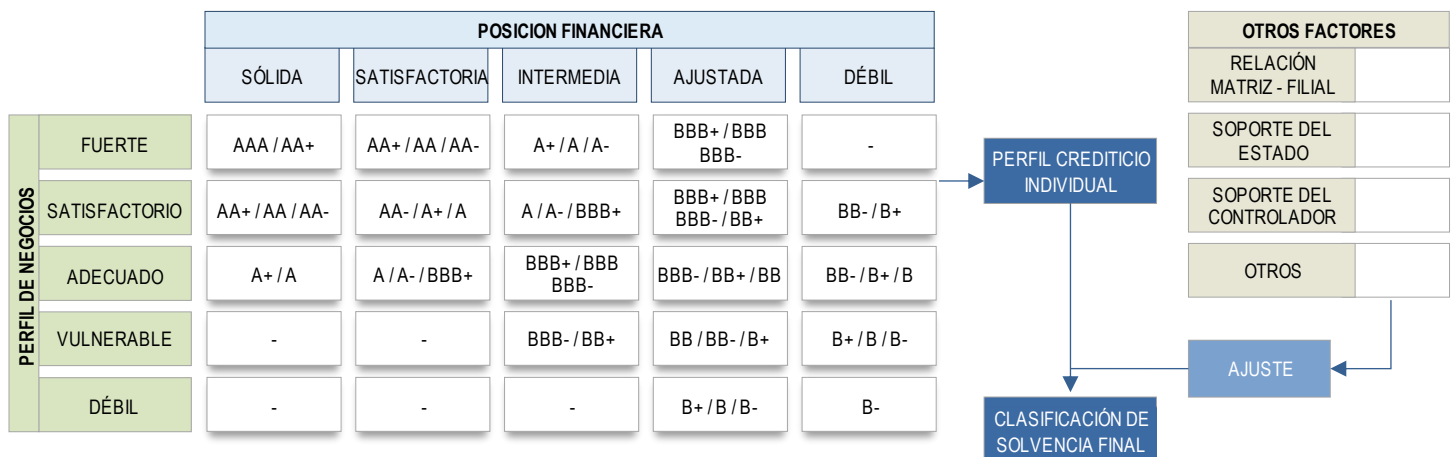 POSICION FINANCIERA
SÓLIDA
SATISFACTORIA
INTERMEDIA
AJUSTADA
DÉBIL
PERFIL DE NEGOCIOS
FUERTE
AAA / AA+
AA+ / AA / AA-
A+ / A / A-
BBB+ / BBB
BBB-
-
SATISFACTORIO
AA+ / AA / AA-
AA- / A+ / A
A / A- / BBB+
BBB+ / BBB
BBB- / BB+
BB- / B+
ADECUADO
A+ / A
A / A- / BBB+
BBB+ / BBB
BBB-
BBB- / BB+ / BB
BB- / B+ / B
VULNERABLE
-
-
BBB- / BB+
BB / BB- / B+
B+ / B / B-
DÉBIL
-
-
-
B+ / B / B-
B-
PERFIL CREDITICIO
INDIVIDUAL
OTROS FACTORES
RELACIÓN
MATRIZ - FILIAL
SOPORTE DEL
ESTADO
SOPORTE DEL
CONTROLADOR
OTROS
AJUSTE
CLASIFICACIÓN DE
SOLVENCIA FINAL